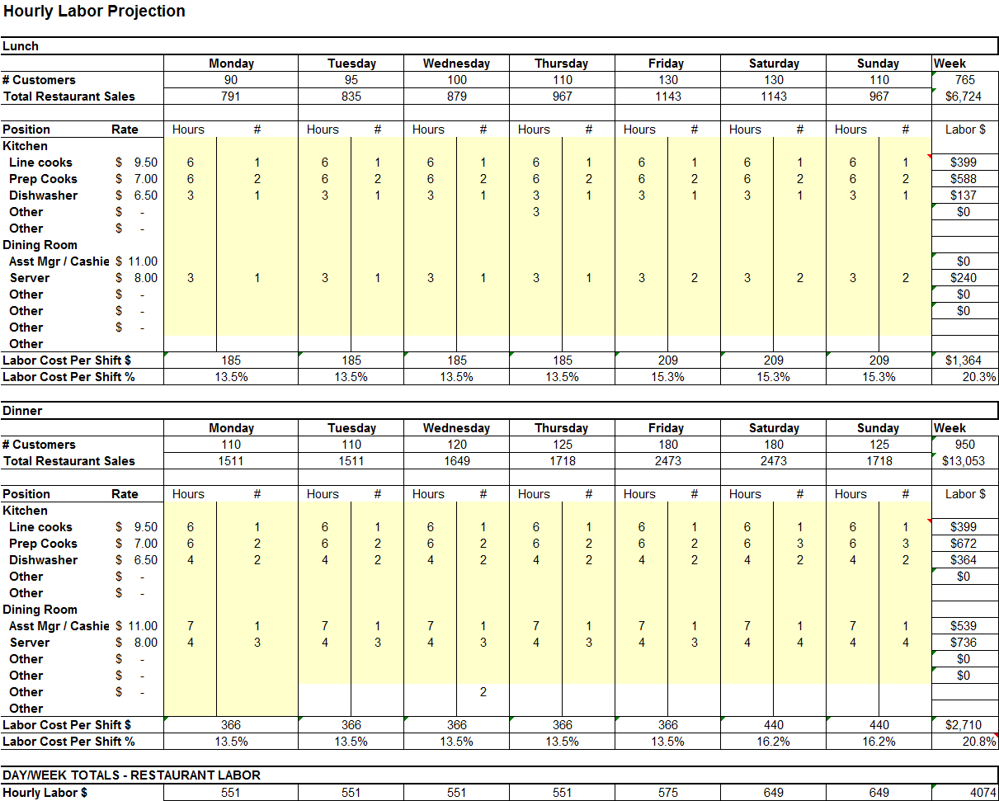 Hourly Labor Projection
Lunch
Monday Tuesday Wednesday Thursday Friday Saturday Sunday Week
# Customers 90 95 100 110 130 130 110 765
Total Restaurant Sales 791 835 879 967 1143 1143 967 $6,724
Position Rate Hours # Hours # Hours # Hours # Hours # Hours # Hours # Labor $
Kitchen
Line cooks $ 9.50 6 1 6 1 6 1 6 1 6 1 6 1 6 1 $399
Prep Cooks $ 7.00 6 2 6 2 6 2 6 2 6 2 6 2 6 2 $588
Dishwasher $ 6.50 3 1 3 1 3 1 3 1 3 1 3 1 3 1 $137
Other $ - 3 $0
Other $ -
Dining Room
Asst Mgr / Cashie $ 11.00 $0
Server $ 8.00 3 1 3 1 3 1 3 1 3 2 3 2 3 2 $240
Other $ - $0
Other $ - $0
Other $ -
Other
Labor Cost Per Shift $ 185 185 185 185 209 209 209 $1,364
Labor Cost Per Shift % 13.5% 13.5% 13.5% 13.5% 15.3% 15.3% 15.3% 20.3%
Dinner
Monday Tuesday Wednesday Thursday Friday Saturday Sunday Week
# Customers 110 110 120 125 180 180 125 950
Total Restaurant Sales 1511 1511 1649 1718 2473 2473 1718 $13,053
Position Rate Hours # Hours # Hours # Hours # Hours # Hours # Hours # Labor $
Kitchen
Line cooks $ 9.50 6 1 6 1 6 1 6 1 6 1 6 1 6 1 $399
Prep Cooks $ 7.00 6 2 6 2 6 2 6 2 6 2 6 3 6 3 $672
Dishwasher $ 6.50 4 2 4 2 4 2 4 2 4 2 4 2 4 2 $364
Other $ - $0
Other $ -
Dining Room
Asst Mgr / Cashie $ 11.00 7 1 7 1 7 1 7 1 7 1 7 1 7 1 $539
Server $ 8.00 4 3 4 3 4 3 4 3 4 3 4 4 4 4 $736
Other $ - $0
Other $ - $0
Other $ - 2
Other
Labor Cost Per Shift $ 366 366 366 366 366 440 440 $2,710
Labor Cost Per Shift % 13.5% 13.5% 13.5% 13.5% 13.5% 16.2% 16.2% 20.8%
DAY/WEEK TOTALS - RESTAURANT LABOR
Hourly Labor $ 551 551 551 551 575 649 649 4074